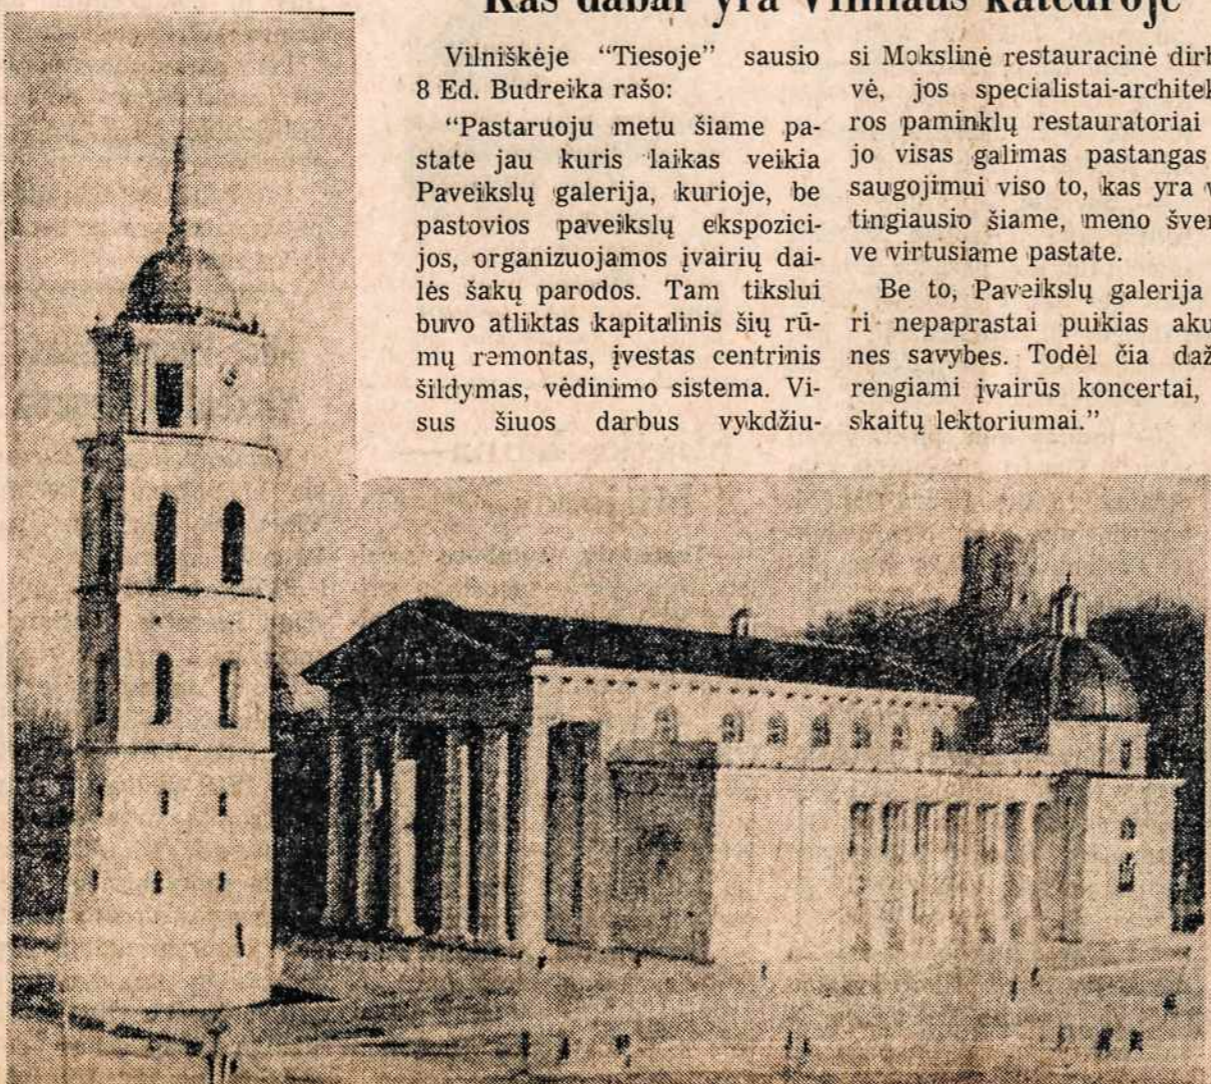 Kas dabar yra Vilniaus katedroje
Vilniškėje “Tiesoje” sausio
8 Ed. Budreika rašo:
“Pastaruoju metu šiame pa-
state jau kuris laikas veikia
Paveikslų galerija, kurioje, be
pastovios paveikslų ekspozici-
jos, organizuojamos įvairių dai-
lės šakų parodos. Tam tikslui
buvo atliktas kapitalinis šių rū-
mų remontas, įvestas centrinis
šildymas, vėdinimo sistema. Vi-
sus šiuos darbus vykdžiu-
si Mokslinė restauracinė dirb
vė, jos specialistai-architek
ros paminklų restauratoriai
jo visas galimas pastangas
saugojimui viso to, kas yra v
tingiausio šiame, meno šven
ve virtusiame pastate.
Be to, Paveikslų galerija
ri nepaprastai puikias aku
nes savybes. Todėl čia daž
rengiami įvairūs koncertai,
skaitų lektoriumai.”